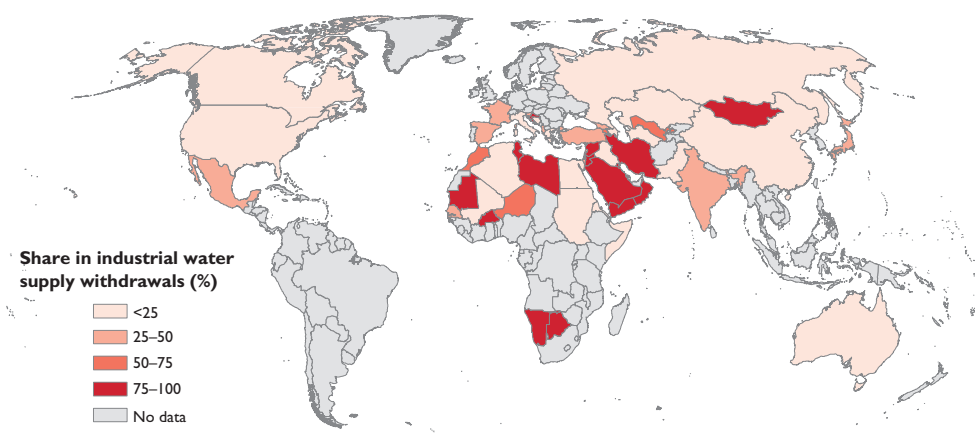 Share in industrial water
supply withdrawals (%)
<25
25–50
50–75
75–100
No data